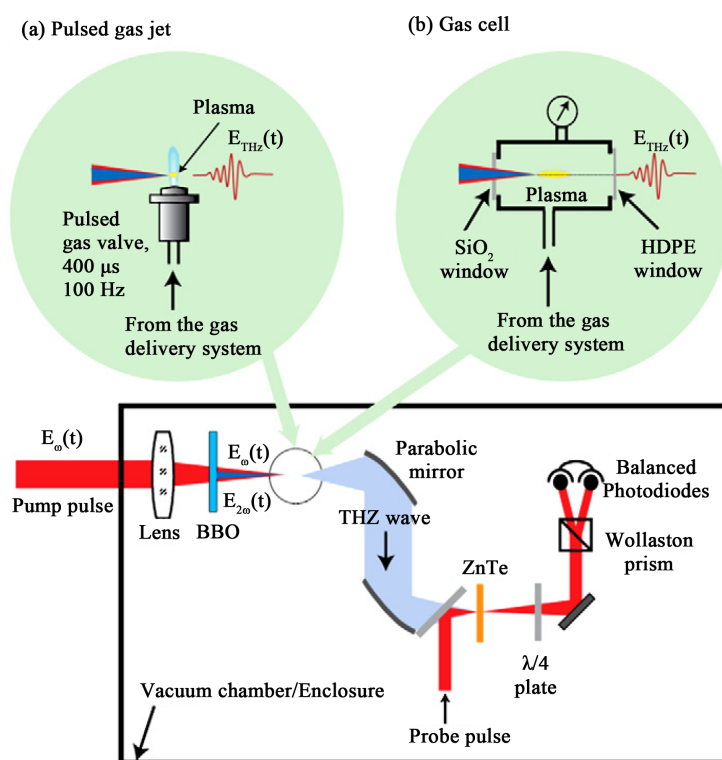 (a) Pulsed gas jet
Plasma
E_THz(t)
Pulsed
gas valve,
400 μs
100 Hz
From the gas
delivery system
(b) Gas cell
E_THz(t)
Plasma
SiO₂
window
HDPE
window
From the gas
delivery system
E_ω(t)
Pump pulse
Lens
BBO
E_ω(t)
E_2ω(t)
Parabolic
mirror
THZ wave
Balanced
Photodiodes
Wollaston
prism
ZnTe
λ/4
plate
Probe pulse
Vacuum chamber/Enclosure